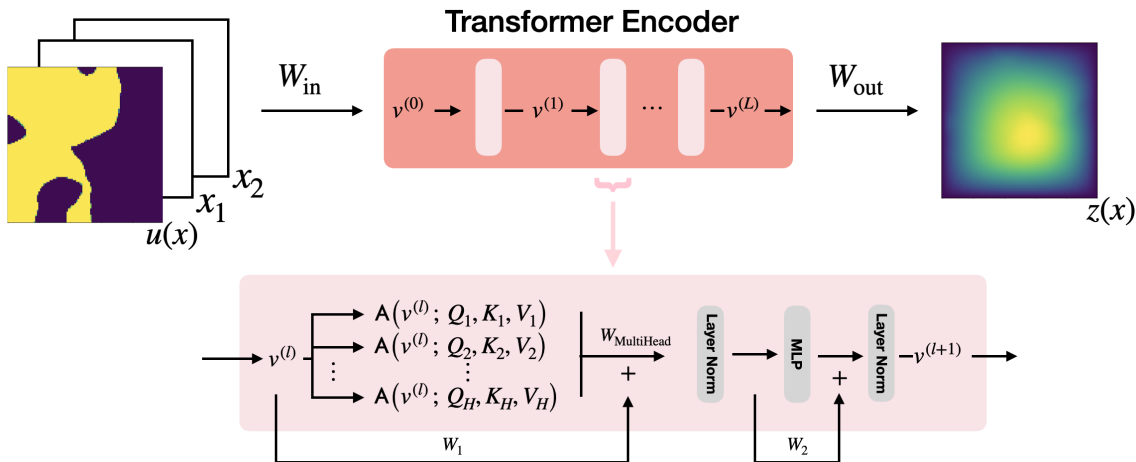 Transformer Encoder
W_in
v^(0)
v^(1)
...
v^(L)
W_out
u(x)
x_1
x_2
z(x)
v^(l)
A(v^(l) ; Q_1, K_1, V_1)
A(v^(l) ; Q_2, K_2, V_2)
⋮
⋮
A(v^(l) ; Q_H, K_H, V_H)
W_MultiHead
+
Layer Norm
MLP
+
Layer Norm
v^(l+1)
W_1
W_2